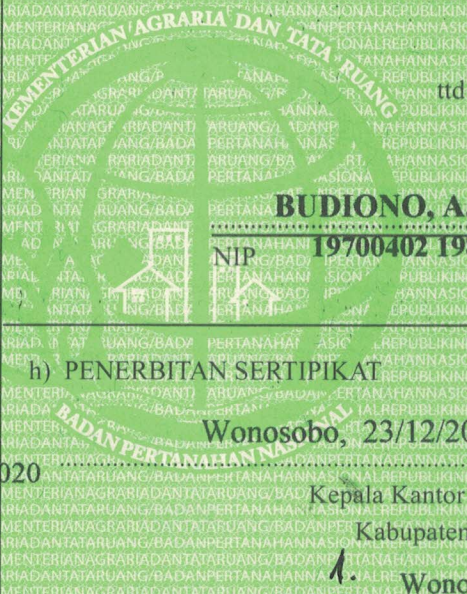 KEMENTERIAN AGRARIA DAN TATA RUANG
ttd
BUDIONO, A
NIP 19700402 19
h) PENERBITAN SERTIPIKAT
BADAN PERTANAHAN NASIONAL
Wonosobo, 23/12/20
020
Kepala Kantor
Kabupaten
1.
Wono